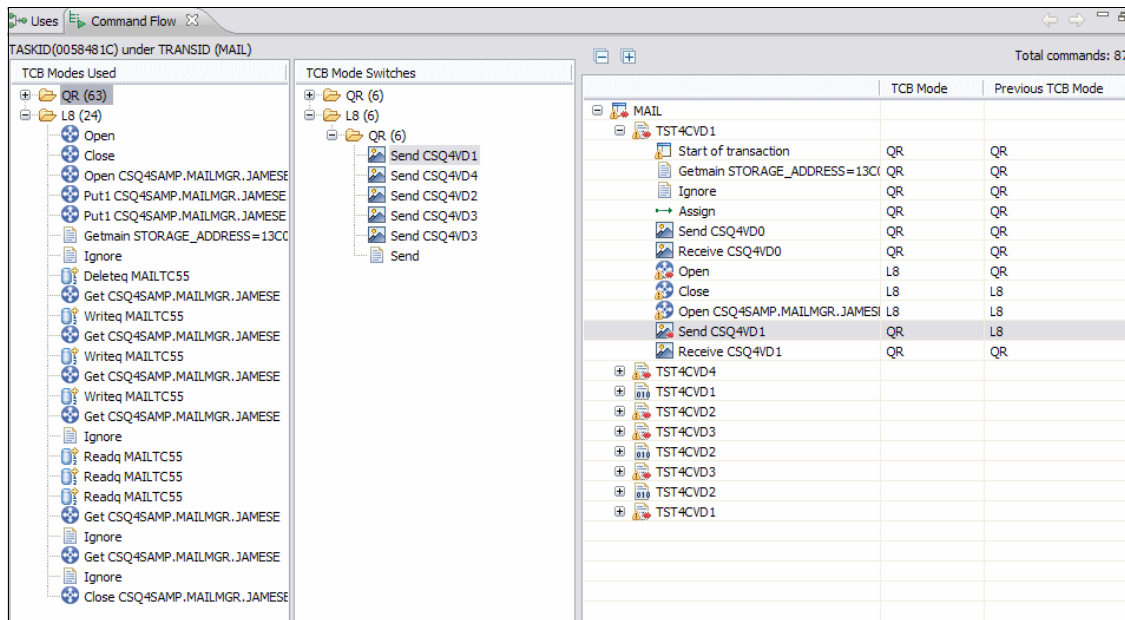 Uses Command Flow
TASKID(0058481C) under TRANSID (MAIL)
Total commands: 87
TCB Modes Used
QR (63)
L8 (24)
Open
Close
Open CSQ4SAMP.MAILMGR.JAMESE
Put1 CSQ4SAMP.MAILMGR.JAMESE
Put1 CSQ4SAMP.MAILMGR.JAMESE
Getmain STORAGE_ADDRESS=13C0
Ignore
Deleteq MAILTC55
Get CSQ4SAMP.MAILMGR.JAMESE
Writeq MAILTC55
Get CSQ4SAMP.MAILMGR.JAMESE
Writeq MAILTC55
Get CSQ4SAMP.MAILMGR.JAMESE
Writeq MAILTC55
Get CSQ4SAMP.MAILMGR.JAMESE
Ignore
Readq MAILTC55
Readq MAILTC55
Readq MAILTC55
Get CSQ4SAMP.MAILMGR.JAMESE
Ignore
Get CSQ4SAMP.MAILMGR.JAMESE
Ignore
Close CSQ4SAMP.MAILMGR.JAMESE
TCB Mode Switches
QR (6)
L8 (6)
QR (6)
Send CSQ4VD1
Send CSQ4VD4
Send CSQ4VD2
Send CSQ4VD3
Send CSQ4VD3
Send
TCB Mode Previous TCB Mode
MAIL
TST4CVD1
Start of transaction QR QR
Getmain STORAGE_ADDRESS=13C( QR QR
Ignore QR QR
Assign QR QR
Send CSQ4VD0 QR QR
Receive CSQ4VD0 QR QR
Open L8 QR
Close L8 L8
Open CSQ4SAMP.MAILMGR.JAMESE L8 L8
Send CSQ4VD1 QR L8
Receive CSQ4VD1 QR QR
TST4CVD4
TST4CVD1
TST4CVD2
TST4CVD3
TST4CVD2
TST4CVD3
TST4CVD2
TST4CVD1